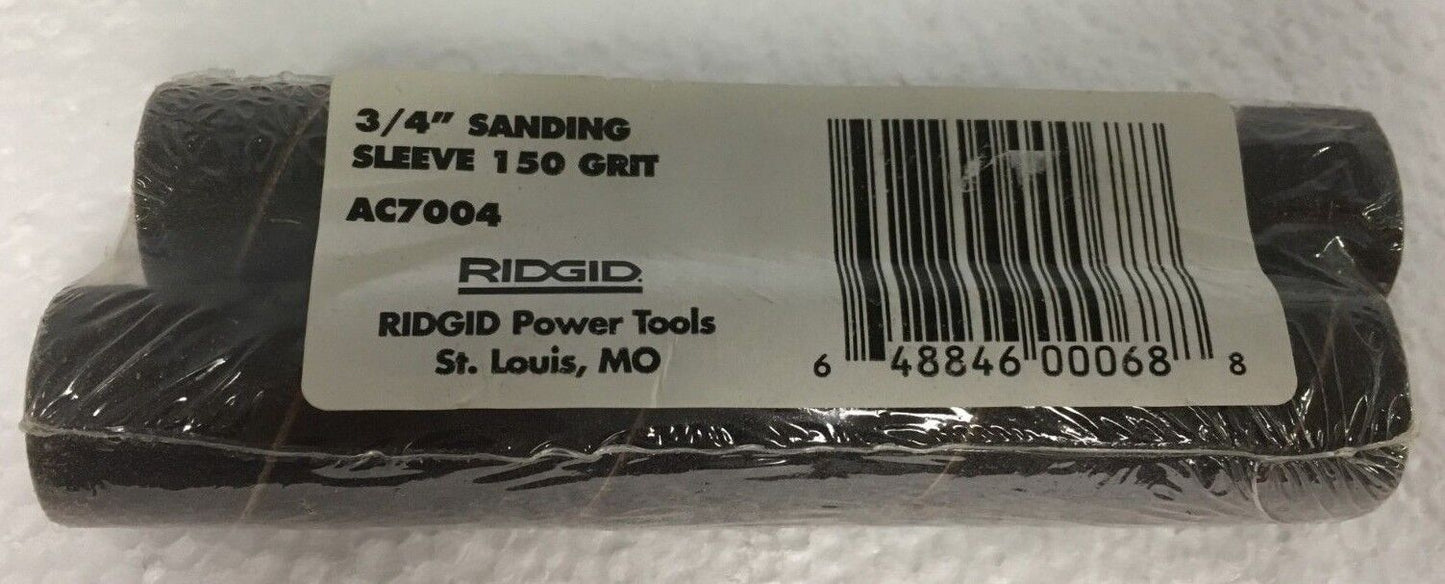 3/4" SANDING
SLEEVE 150 GRIT
AC7004
RIDGID
RIDGID Power Tools
St. Louis, MO
6 48846 00068 8